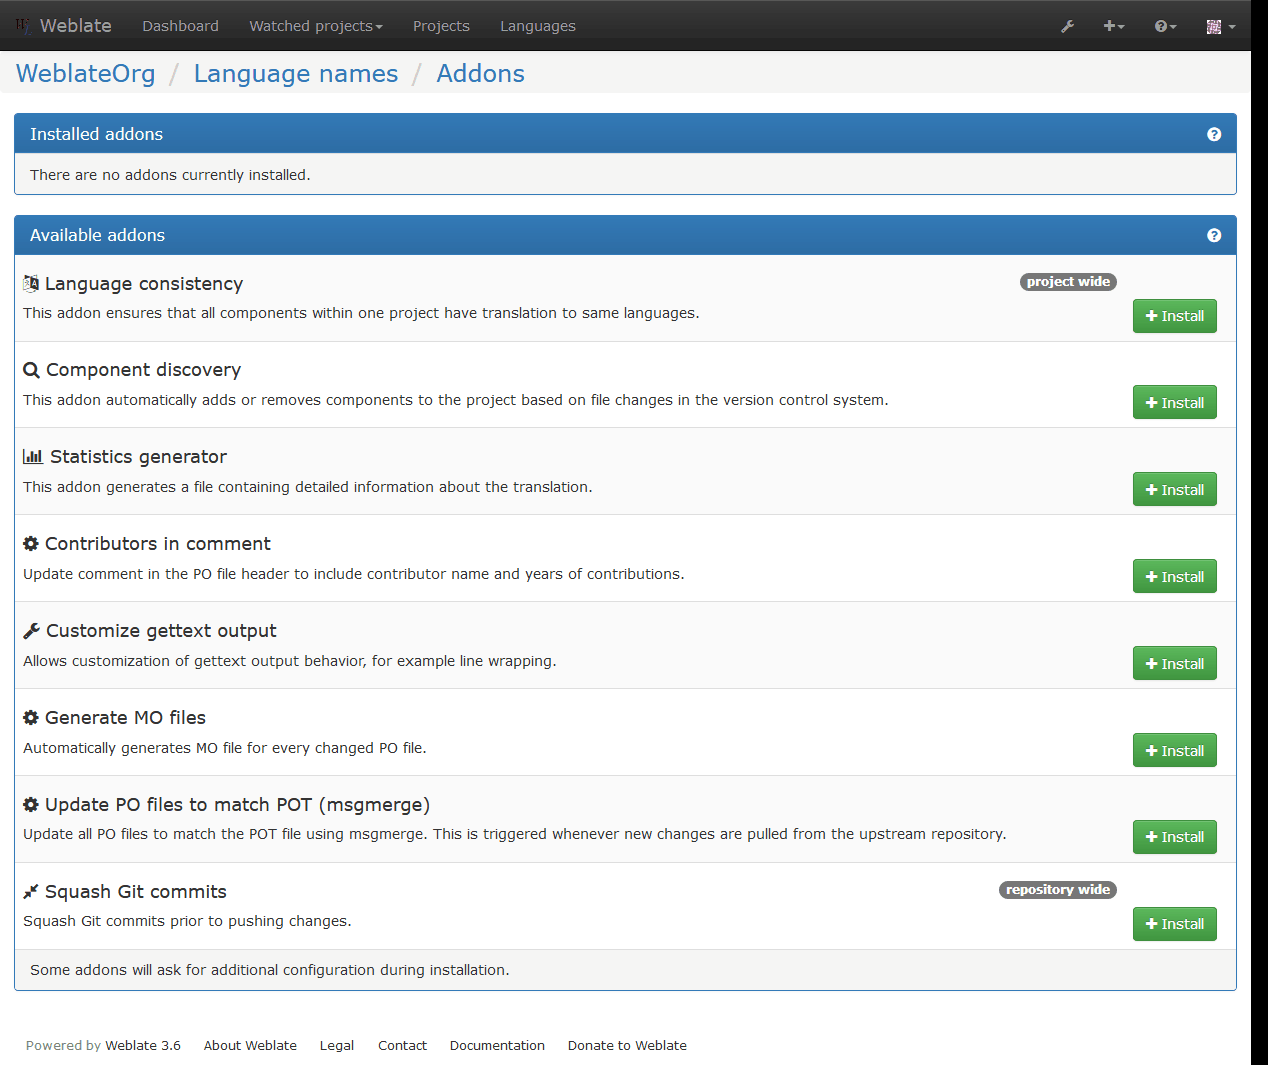 Weblate Dashboard Watched projects Projects Languages
WeblateOrg / Language names / Addons
Installed addons
There are no addons currently installed.
Available addons
Language consistency project wide
This addon ensures that all components within one project have translation to same languages.
Install
Component discovery
This addon automatically adds or removes components to the project based on file changes in the version control system.
Install
Statistics generator
This addon generates a file containing detailed information about the translation.
Install
Contributors in comment
Update comment in the PO file header to include contributor name and years of contributions.
Install
Customize gettext output
Allows customization of gettext output behavior, for example line wrapping.
Install
Generate MO files
Automatically generates MO file for every changed PO file.
Install
Update PO files to match POT (msgmerge)
Update all PO files to match the POT file using msgmerge. This is triggered whenever new changes are pulled from the upstream repository.
Install
Squash Git commits repository wide
Squash Git commits prior to pushing changes.
Install
Some addons will ask for additional configuration during installation.
Powered by Weblate 3.6 About Weblate Legal Contact Documentation Donate to Weblate